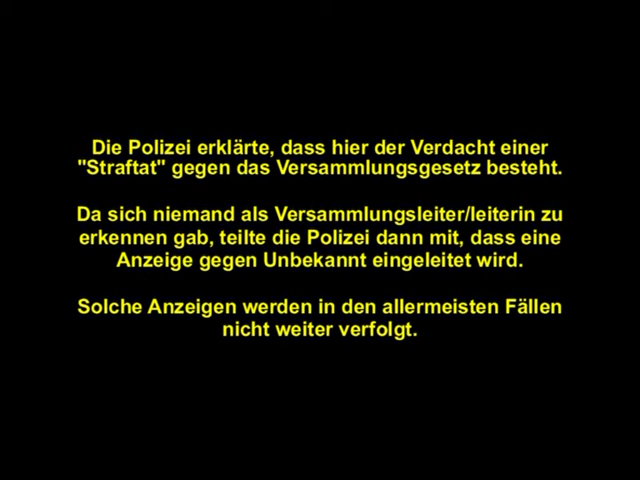 Die Polizei erklärte, dass hier der Verdacht einer
"Straftat" gegen das Versammlungsgesetz besteht.
Da sich niemand als Versammlungsleiter/leiterin zu
erkennen gab, teilte die Polizei dann mit, dass eine
Anzeige gegen Unbekannt eingeleitet wird.
Solche Anzeigen werden in den allermeisten Fällen
nicht weiter verfolgt.